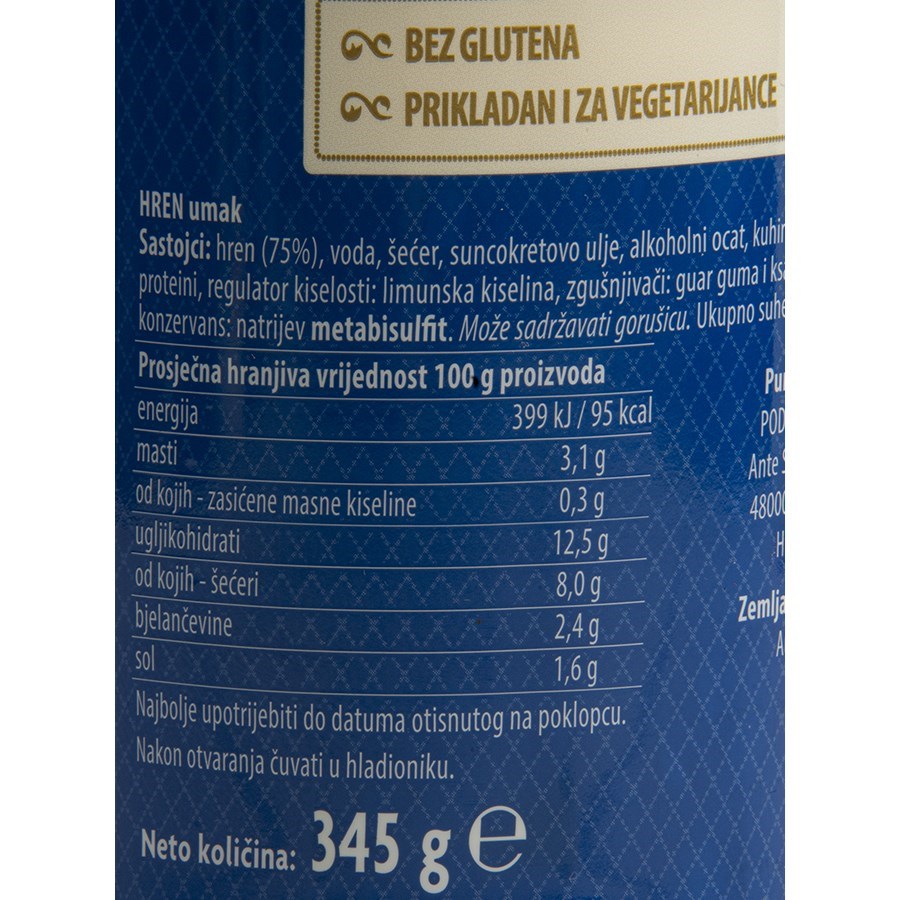 BEZ GLUTENA
PRIKLADAN I ZA VEGETARIJANCE
HREN umak
Sastojci: hren (75%), voda, šećer, suncokretovo ulje, alkoholni ocat,
proteini, regulator kiselosti: limunska kiselina, zgušnjivači: guar guma i
konzervans: natrijev metabisulfit. Može sadržavati gorušicu. Ukupno
Prosječna hranjiva vrijednost 100 g proizvoda
energija 399 kJ / 95 kcal
masti 3,1 g
od kojih - zasićene masne kiseline 0,3 g
ugljikohidrati 12,5 g
od kojih - šećeri 8,0 g
bjelančevine 2,4 g
sol 1,6 g
Najbolje upotrijebiti do datuma otisnutog na poklopcu.
Nakon otvaranja čuvati u hladioniku.
Neto količina: 345 g e
Ante